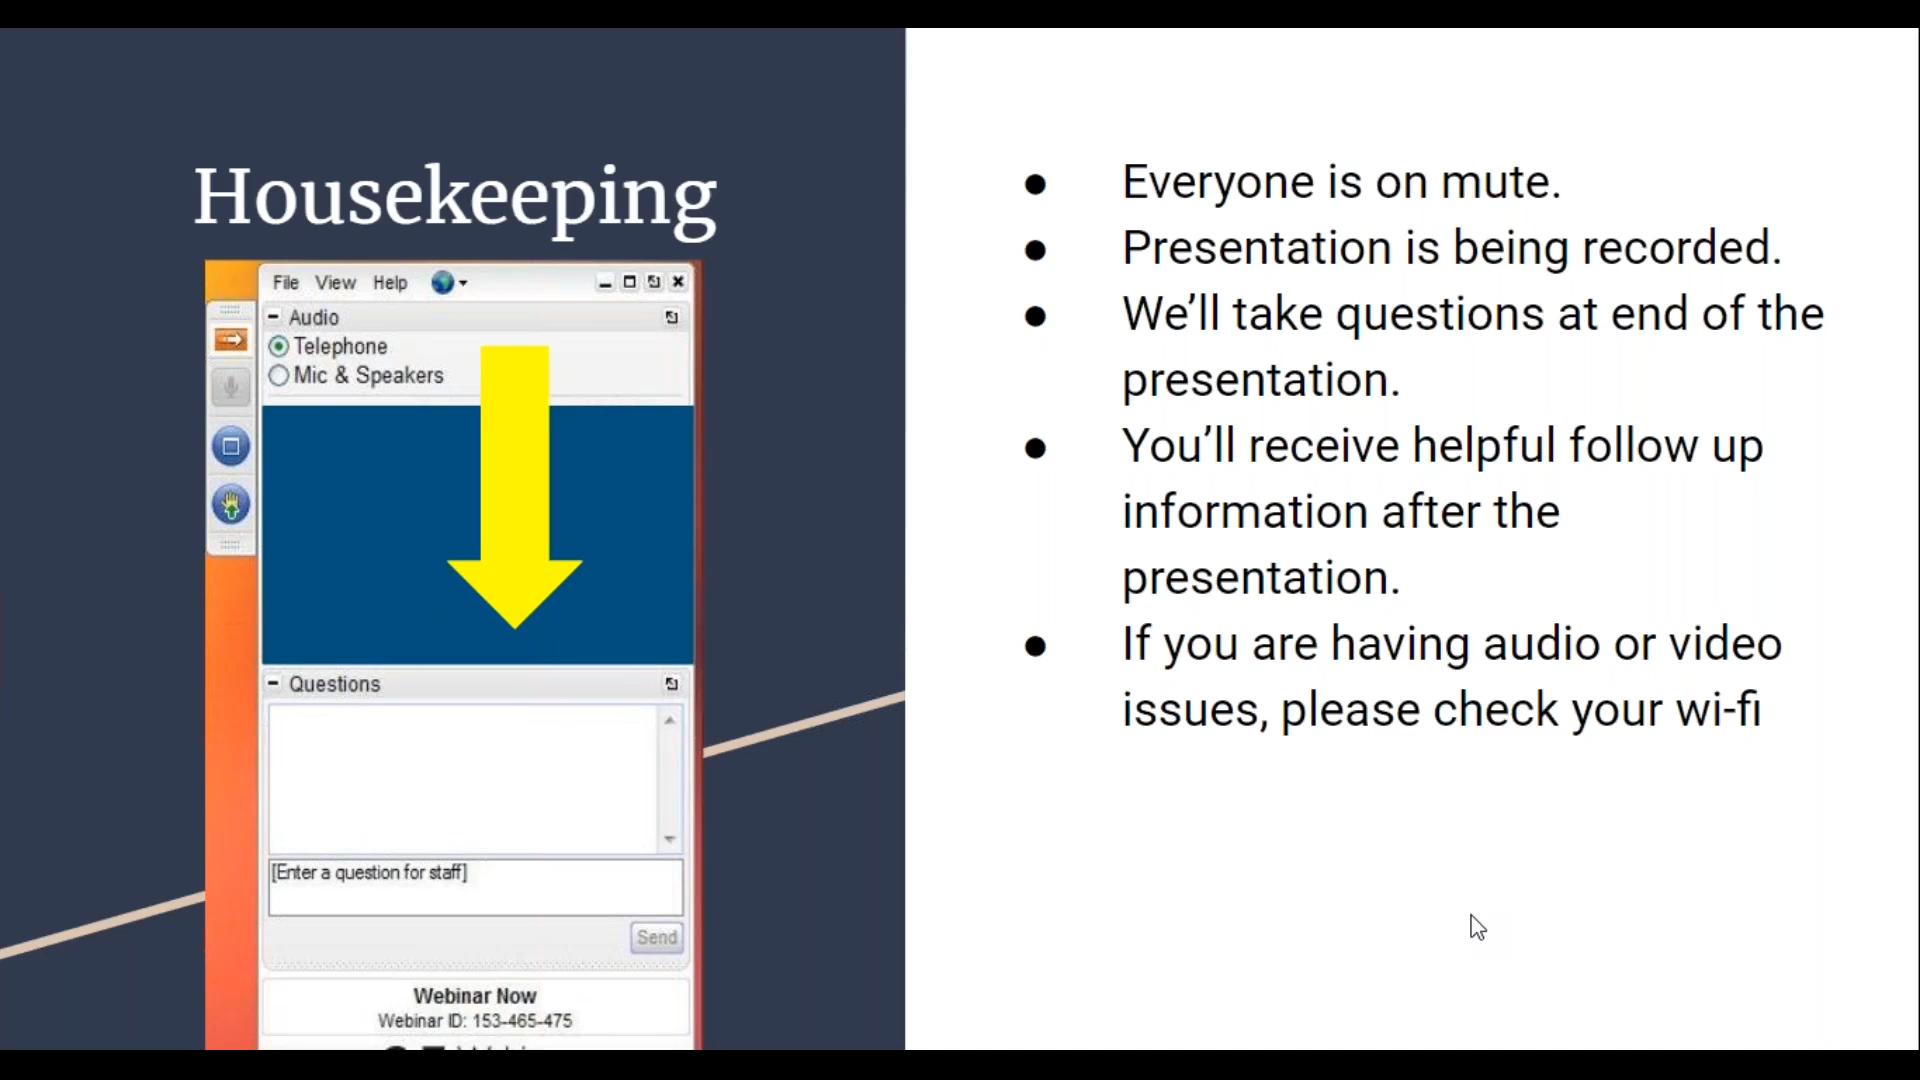 Housekeeping
File View Help
Audio
Telephone
Mic & Speakers
Questions
[Enter a question for staff]
Send
Webinar Now
Webinar ID: 153-465-475
● Everyone is on mute.
● Presentation is being recorded.
● We’ll take questions at end of the
presentation.
● You’ll receive helpful follow up
information after the
presentation.
● If you are having audio or video
issues, please check your wi-fi